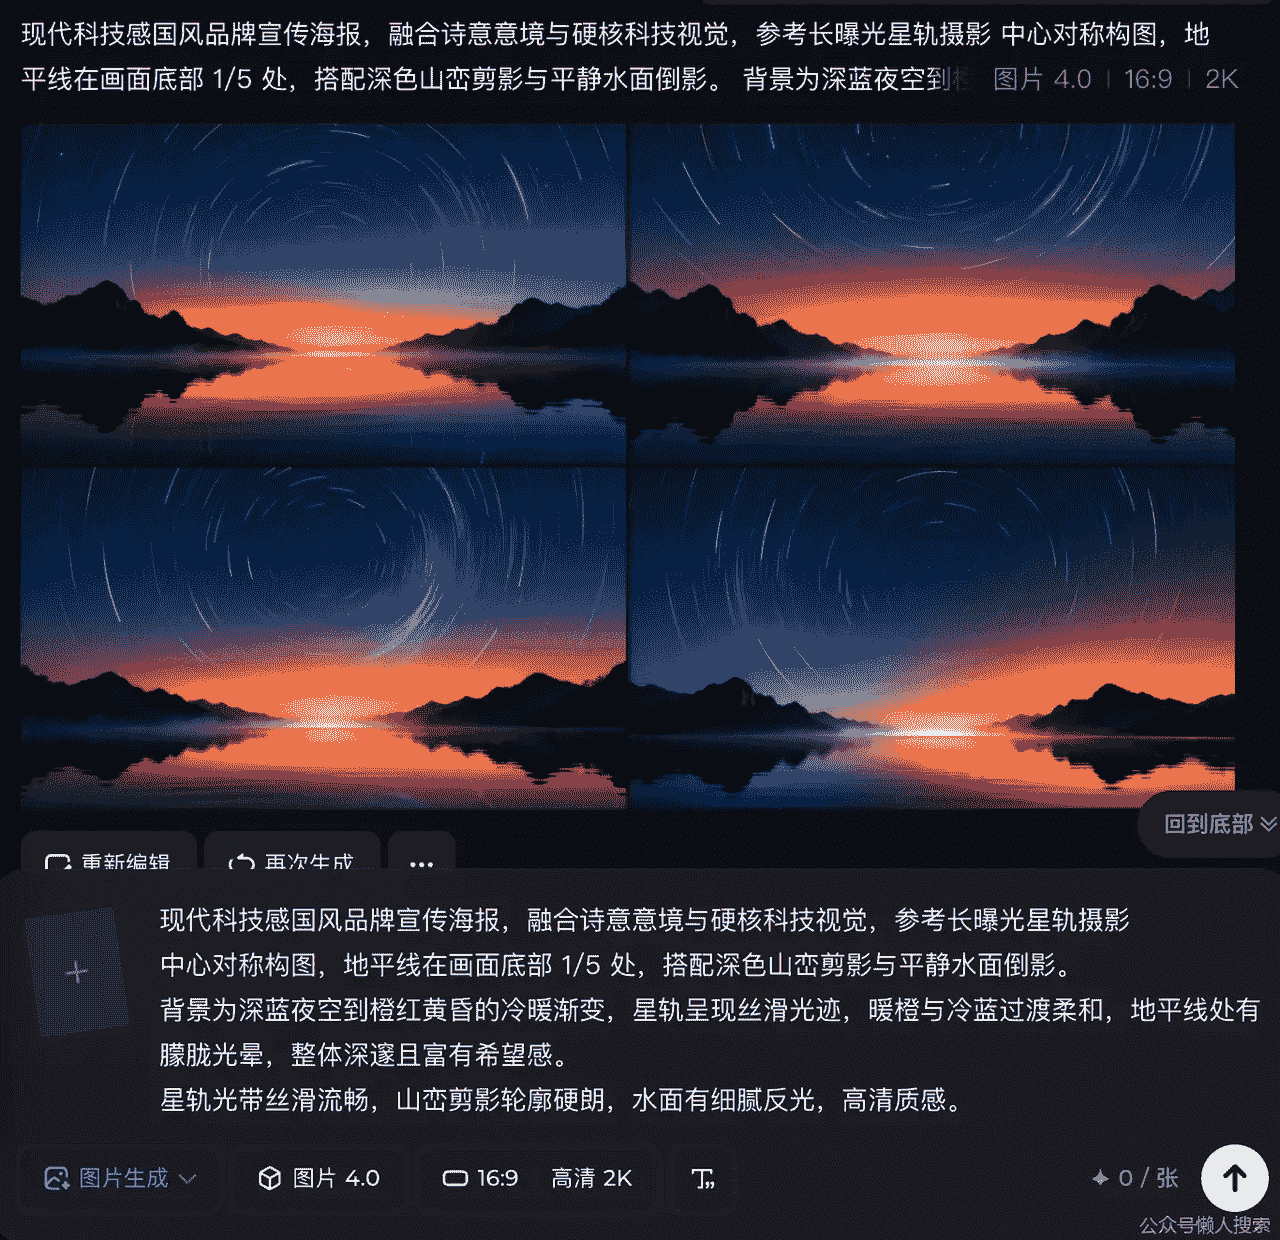 现代科技感国风品牌宣传海报，融合诗意意境与硬核科技视觉，参考长曝光星轨摄影 中心对称构图，地
平线在画面底部 1/5 处，搭配深色山峦剪影与平静水面倒影。 背景为深蓝夜空到 图片 4.0 | 16:9 | 2K
回到底部
重新编辑 再次生成 ...
现代科技感国风品牌宣传海报，融合诗意意境与硬核科技视觉，参考长曝光星轨摄影
中心对称构图，地平线在画面底部 1/5 处，搭配深色山峦剪影与平静水面倒影。
背景为深蓝夜空到橙红黄昏的冷暖渐变，星轨呈现丝滑光迹，暖橙与冷蓝过渡柔和，地平线处有
朦胧光晕，整体深邃且富有希望感。
星轨光带丝滑流畅，山峦剪影轮廓硬朗，水面有细腻反光，高清质感。
图片生成 图片 4.0 16:9 高清 2K 0 / 张
公众号懒人搜索